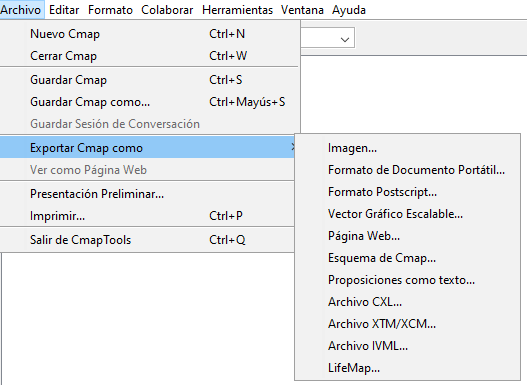 Archivo Editar Formato Colaborar Herramientas Ventana Ayuda
Nuevo Cmap Ctrl+N
Cerrar Cmap Ctrl+W
Guardar Cmap Ctrl+S
Guardar Cmap como... Ctrl+Mayús+S
Guardar Sesión de Conversación
Exportar Cmap como
Ver como Página Web
Presentación Preliminar...
Imprimir... Ctrl+P
Salir de CmapTools Ctrl+Q
Imagen...
Formato de Documento Portátil...
Formato Postscript...
Vector Gráfico Escalable...
Página Web...
Esquema de Cmap...
Proposiciones como texto...
Archivo CXL...
Archivo XTM/XCM...
Archivo IVML...
LifeMap...